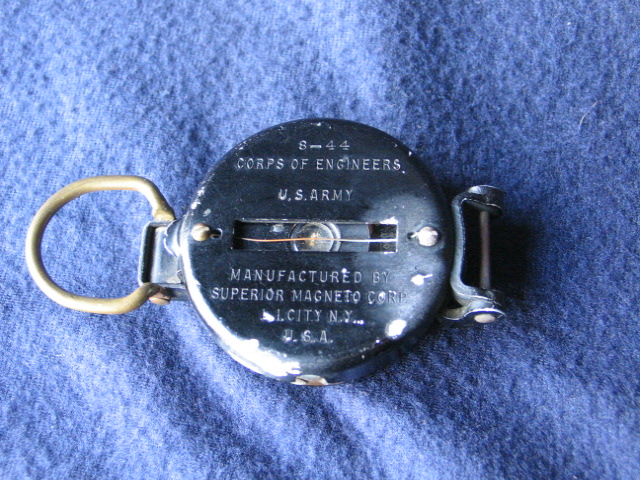 8-44
CORPS OF ENGINEERS
U.S. ARMY
MANUFACTURED BY
SUPERIOR MAGNETO CORP.
L.I.CITY N.Y.
U.S.A.